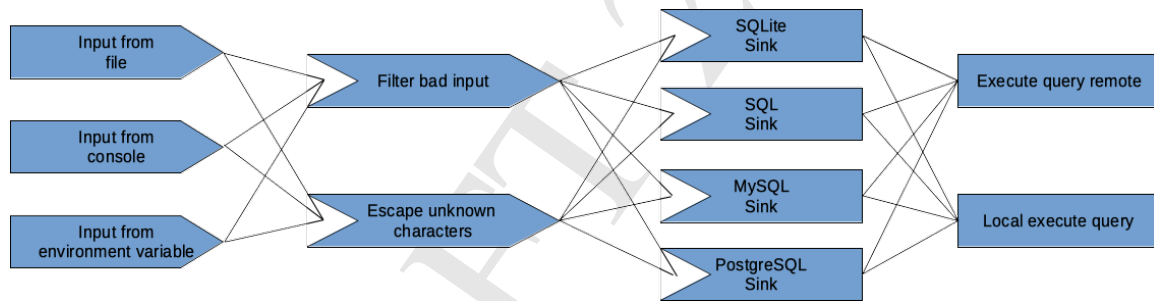 Input from
file
Input from
console
Input from
environment variable
Filter bad input
Escape unknown
characters
SQLite
Sink
SQL
Sink
MySQL
Sink
PostgreSQL
Sink
Execute query remote
Local execute query